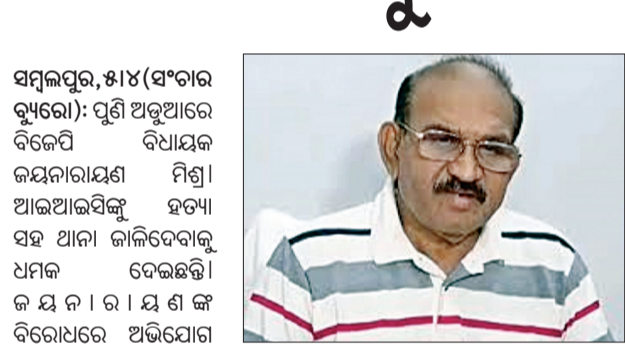 ସମ୍ବଲପୁର,୫।୪(ସଂଚାର
ବ୍ୟୁରୋ): ପୁଣି ଅଡୁଆରେ
ବିଜେପି ବିଧାୟକ
ଜୟନାରାୟଣ ମିଶ୍ର।
ଆଇଆଇସିଙ୍କୁ ହତ୍ୟା
ସହ ଥାନା ଜାଳିଦେବାକୁ
ଧମକ ଦେଇଛନ୍ତି।
ଜୟନାରାୟଣଙ୍କ
ବିରୋଧରେ ଅଭିଯୋଗ